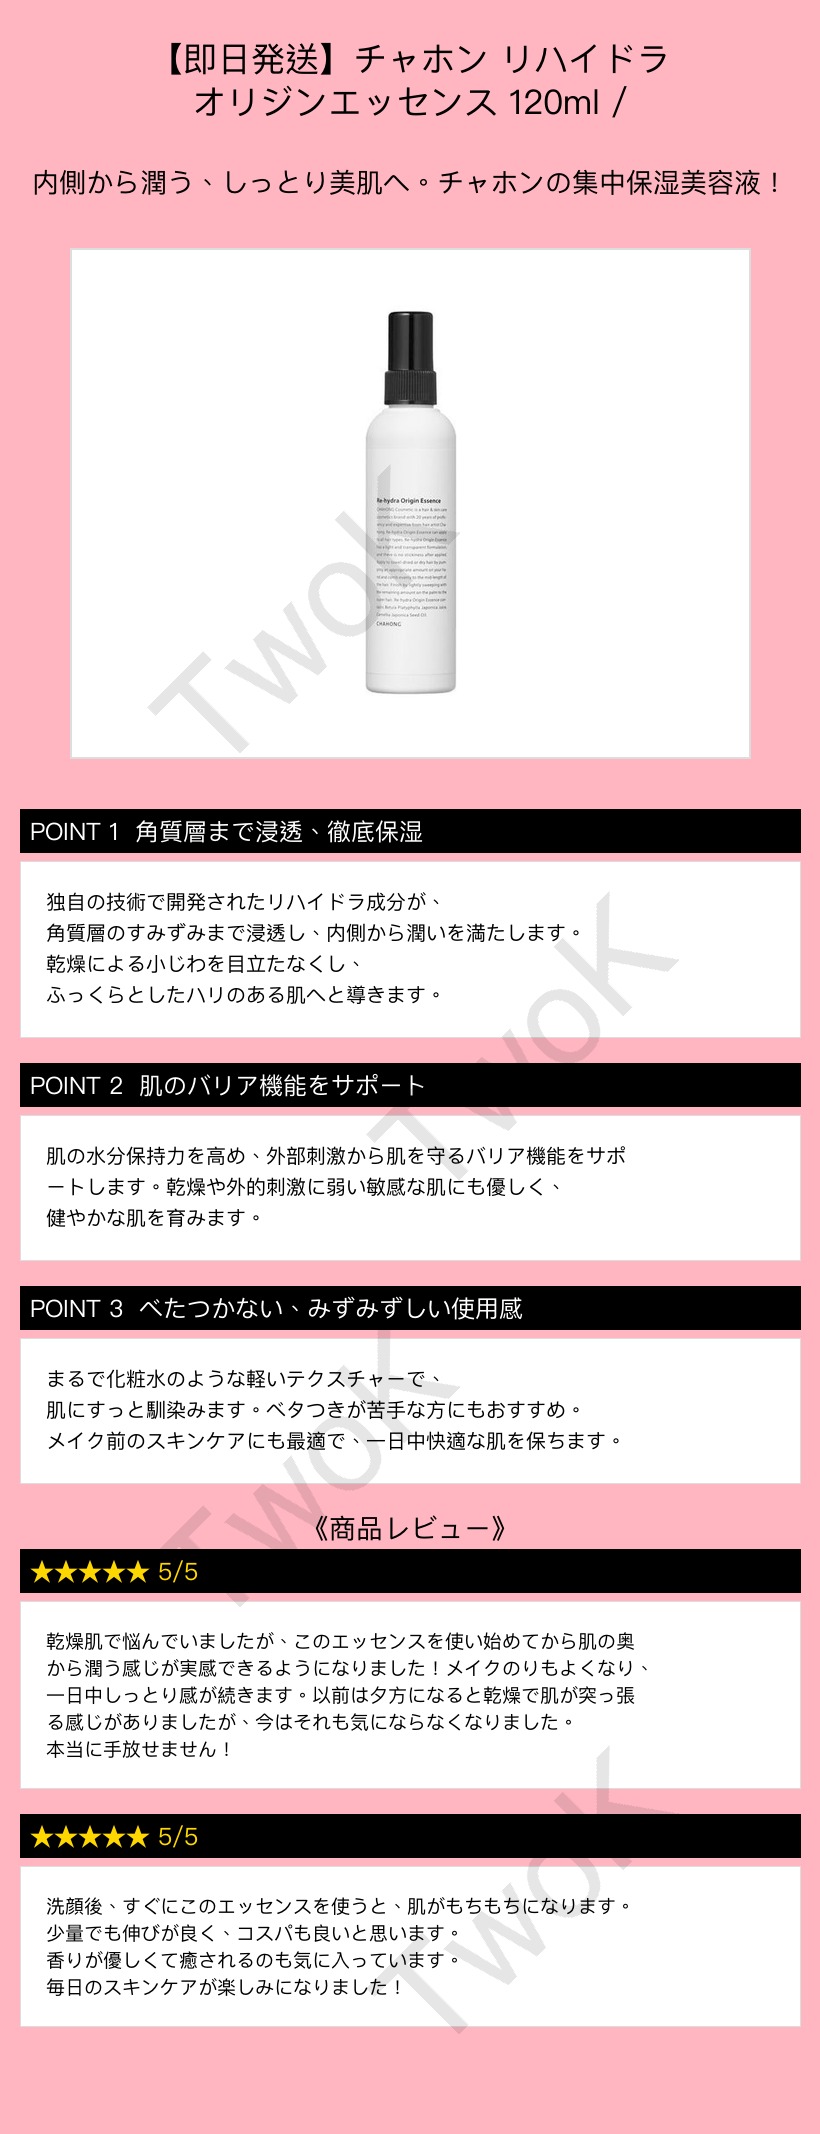 【即日発送】チャホン リハイドラ
オリジンエッセンス 120ml /
内側から潤う、しっとり美肌へ。チャホンの集中保湿美容液！
Re-hydra Origin Essence
CHAHONG Cosmetic is a hair & skin care
cosmetics brand with 20 years of
CHAHONG
POINT 1 角質層まで浸透、徹底保湿
独自の技術で開発されたリハイドラ成分が、
角質層のすみずみまで浸透し、内側から潤いを満たします。
乾燥による小じわを目立たなくし、
ふっくらとしたハリのある肌へと導きます。
POINT 2 肌のバリア機能をサポート
肌の水分保持力を高め、外部刺激から肌を守るバリア機能をサポ
ートします。乾燥や外的刺激に弱い敏感な肌にも優しく、
健やかな肌を育みます。
POINT 3 べたつかない、みずみずしい使用感
まるで化粧水のような軽いテクスチャーで、
肌にすっと馴染みます。ベタつきが苦手な方にもおすすめ。
メイク前のスキンケアにも最適で、一日中快適な肌を保ちます。
《商品レビュー》
★★★★★ 5/5
乾燥肌で悩んでいましたが、このエッセンスを使い始めてから肌の奥
から潤う感じが実感できるようになりました！メイクのりもよくなり、
一日中しっとり感が続きます。以前は夕方になると乾燥で肌が突っ張
る感じがありましたが、今はそれも気にならなくなりました。
本当に手放せません！
★★★★★ 5/5
洗顔後、すぐにこのエッセンスを使うと、肌がもちもちになります。
少量でも伸びが良く、コスパも良いと思います。
香りが優しくて癒されるのも気に入っています。
毎日のスキンケアが楽しみになりました！
TwoK
TwoK
TwoK
TwoK